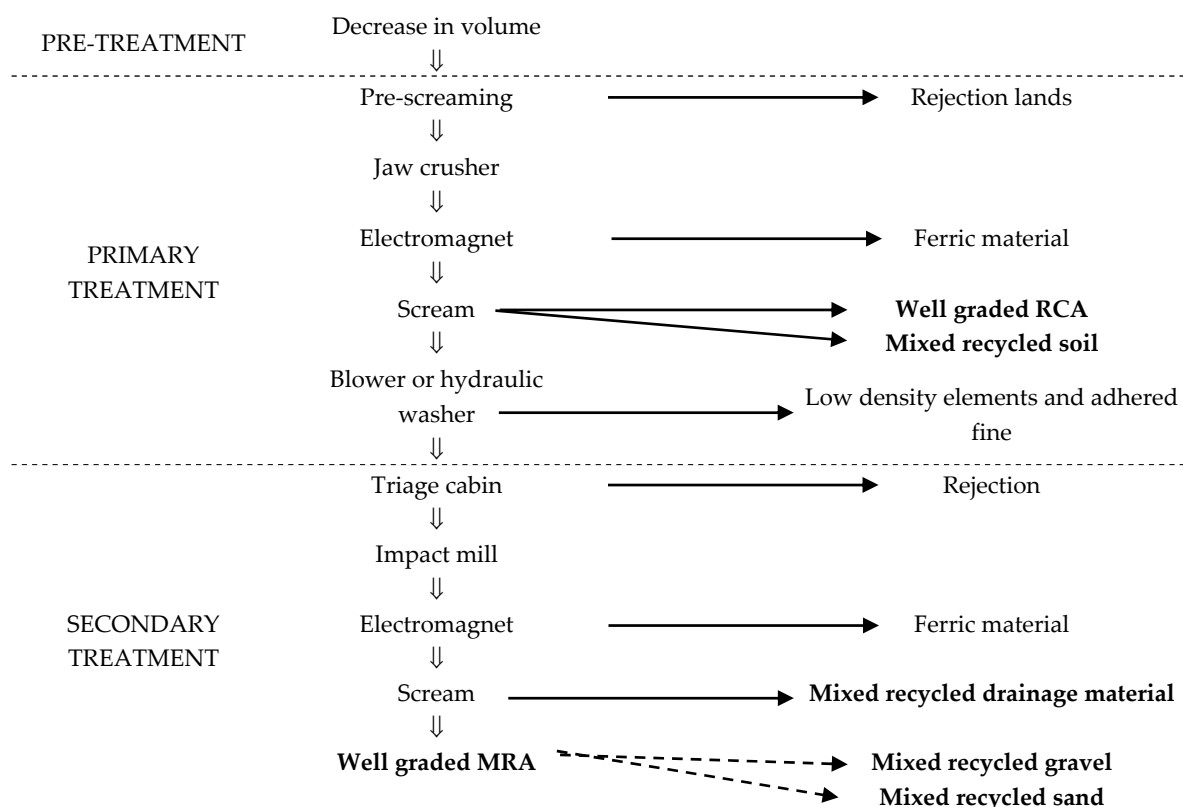 PRE-TREATMENT
Decrease in volume
⇓
Pre-screaming
Rejection lands
⇓
Jaw crusher
⇓
PRIMARY
TREATMENT
Electromagnet
Ferric material
⇓
Scream
Well graded RCA
Mixed recycled soil
⇓
Blower or hydraulic
washer
Low density elements and adhered
fine
⇓
Triage cabin
Rejection
⇓
Impact mill
⇓
SECONDARY
TREATMENT
Electromagnet
Ferric material
⇓
Scream
Mixed recycled drainage material
⇓
Well graded MRA
Mixed recycled gravel
Mixed recycled sand